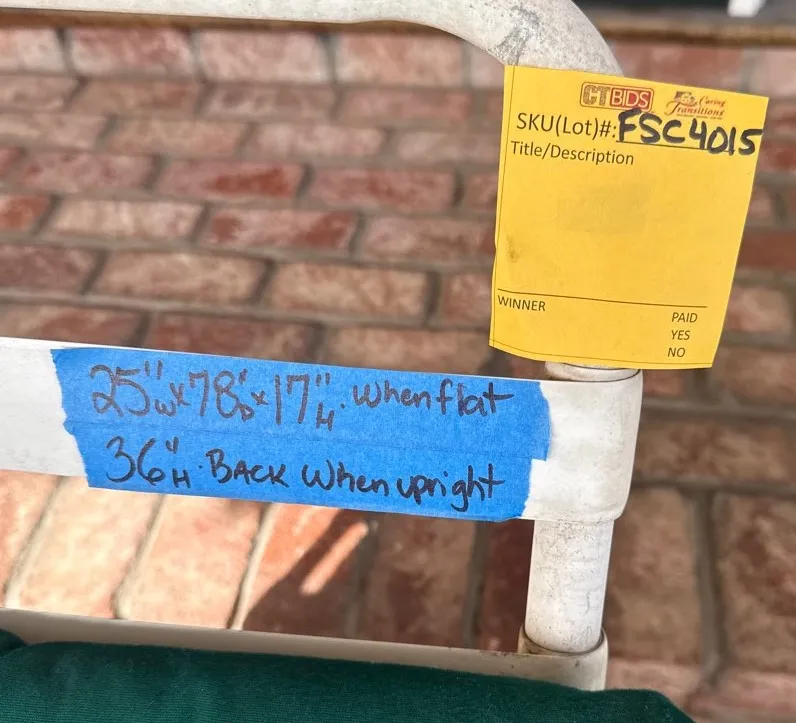 CTBIDS Caring Transitions
SKU(Lot)#:FSC4015
Title/Description
WINNER
PAID
YES
NO
25"W x 78"D x 17"H. When flat
36"H. BACK When upright